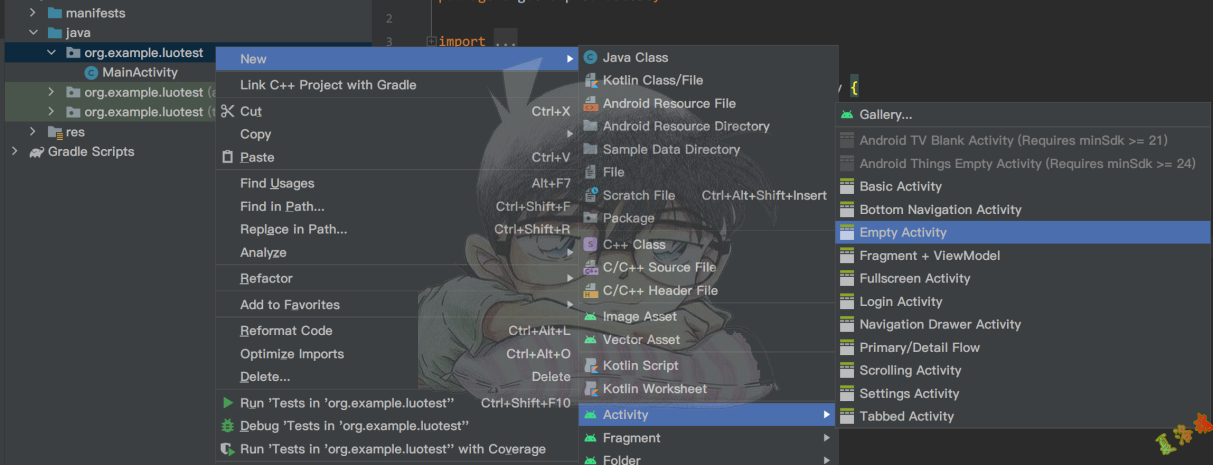 manifests
java
org.example.luotest
MainActivity
org.example.luotest
org.example.luotest
res
Gradle Scripts
2
3
import ...
{
New
Link C++ Project with Gradle
Cut Ctrl+X
Copy
Paste Ctrl+V
Find Usages Alt+F7
Find in Path... Ctrl+Shift+F
Replace in Path... Ctrl+Shift+R
Analyze
Refactor
Add to Favorites
Reformat Code Ctrl+Alt+L
Optimize Imports Ctrl+Alt+O
Delete... Delete
Run 'Tests in 'org.example.luotest'' Ctrl+Shift+F10
Debug 'Tests in 'org.example.luotest''
Run 'Tests in 'org.example.luotest'' with Coverage
Java Class
Kotlin Class/File
Android Resource File
Android Resource Directory
Sample Data Directory
File
Scratch File Ctrl+Alt+Shift+Insert
Package
C++ Class
C/C++ Source File
C/C++ Header File
Image Asset
Vector Asset
Kotlin Script
Kotlin Worksheet
Activity
Fragment
Folder
Gallery...
Android TV Blank Activity (Requires minSdk >= 21)
Android Things Empty Activity (Requires minSdk >= 24)
Basic Activity
Bottom Navigation Activity
Empty Activity
Fragment + ViewModel
Fullscreen Activity
Login Activity
Navigation Drawer Activity
Primary/Detail Flow
Scrolling Activity
Settings Activity
Tabbed Activity